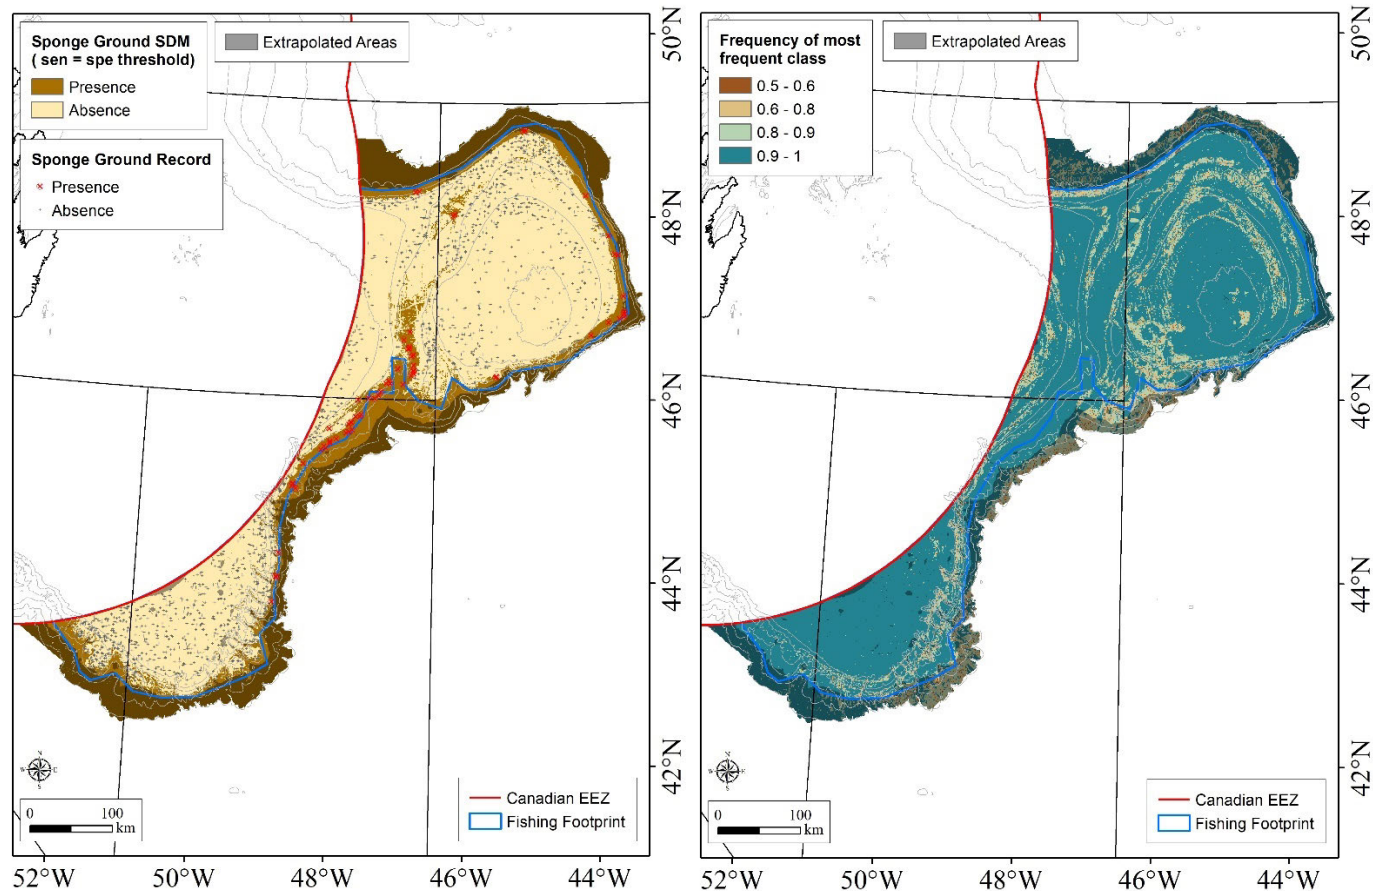 Sponge Ground SDM
( sen = spe threshold)
Presence
Absence
Extrapolated Areas
Sponge Ground Record
Presence
Absence
50°N
48°N
46°N
44°N
42°N
N
W
E
S
0 100
km
Canadian EEZ
Fishing Footprint
52°W 50°W 48°W 46°W 44°W
Frequency of most
frequent class
0.5 - 0.6
0.6 - 0.8
0.8 - 0.9
0.9 - 1
Extrapolated Areas
50°N
48°N
46°N
44°N
42°N
N
W
E
S
0 100
km
Canadian EEZ
Fishing Footprint
52°W 50°W 48°W 46°W 44°W